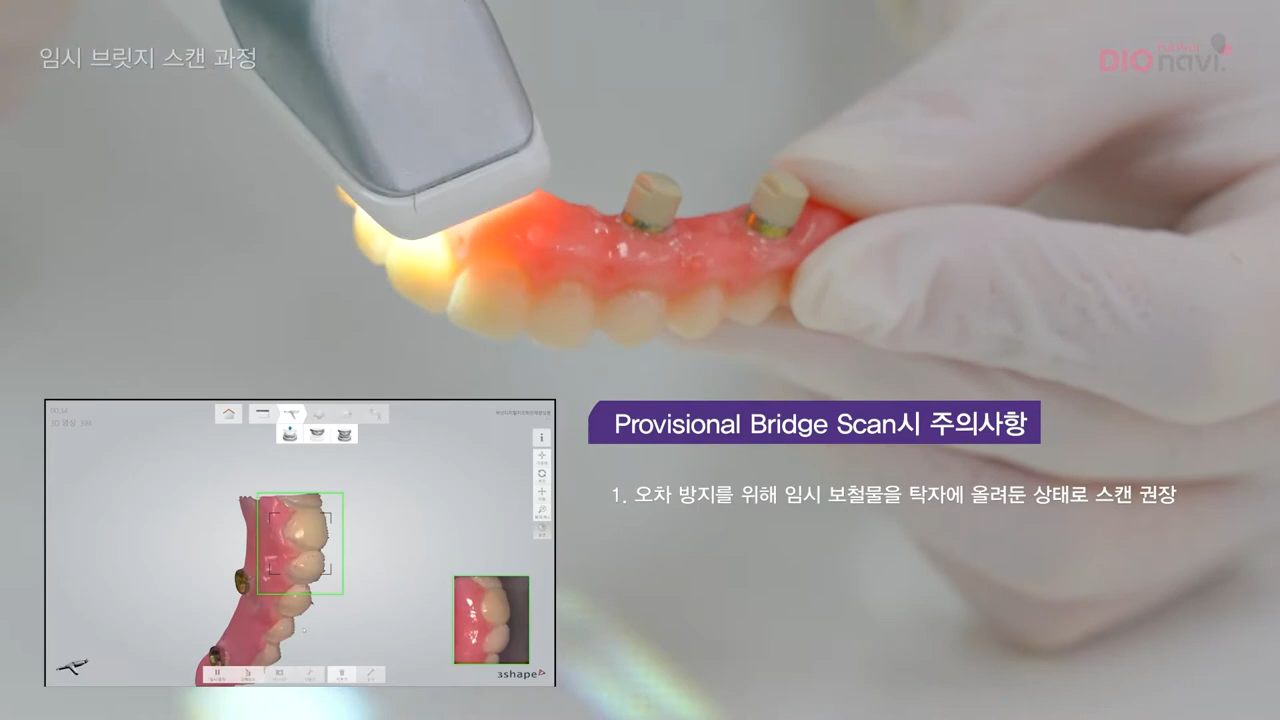 임시 브릿지 스캔 과정
DIO navi.
Provisional Bridge Scan시 주의사항
1. 오차 방지를 위해 임시 보철물을 탁자에 올려둔 상태로 스캔 권장
3shape